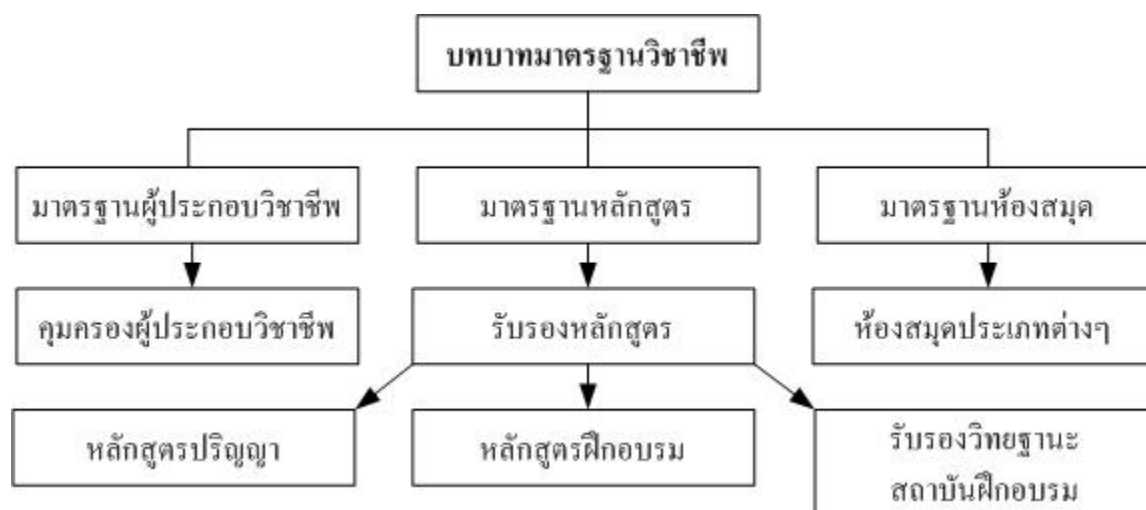 บทบาทมาตรฐานวิชาชีพ
มาตรฐานผู้ประกอบวิชาชีพ
มาตรฐานหลักสูตร
มาตรฐานห้องสมุด
คุมครองผู้ประกอบวิชาชีพ
รับรองหลักสูตร
ห้องสมุดประเภทต่างๆ
หลักสูตรปริญญา
หลักสูตรฝึกอบรม
รับรองวิทยฐานะ
สถาบันฝึกอบรม